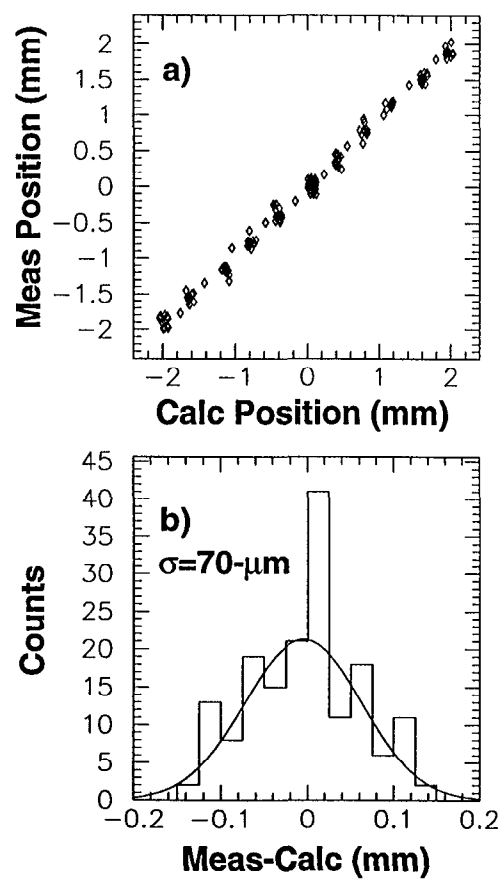 a)
Meas Position (mm)
2
1.5
1
0.5
0
−0.5
−1
−1.5
−2
−2 −1 0 1 2
Calc Position (mm)
b)
σ=70-μm
Counts
45
40
35
30
25
20
15
10
5
0
−0.2 −0.1 0 0.1 0.2
Meas-Calc (mm)